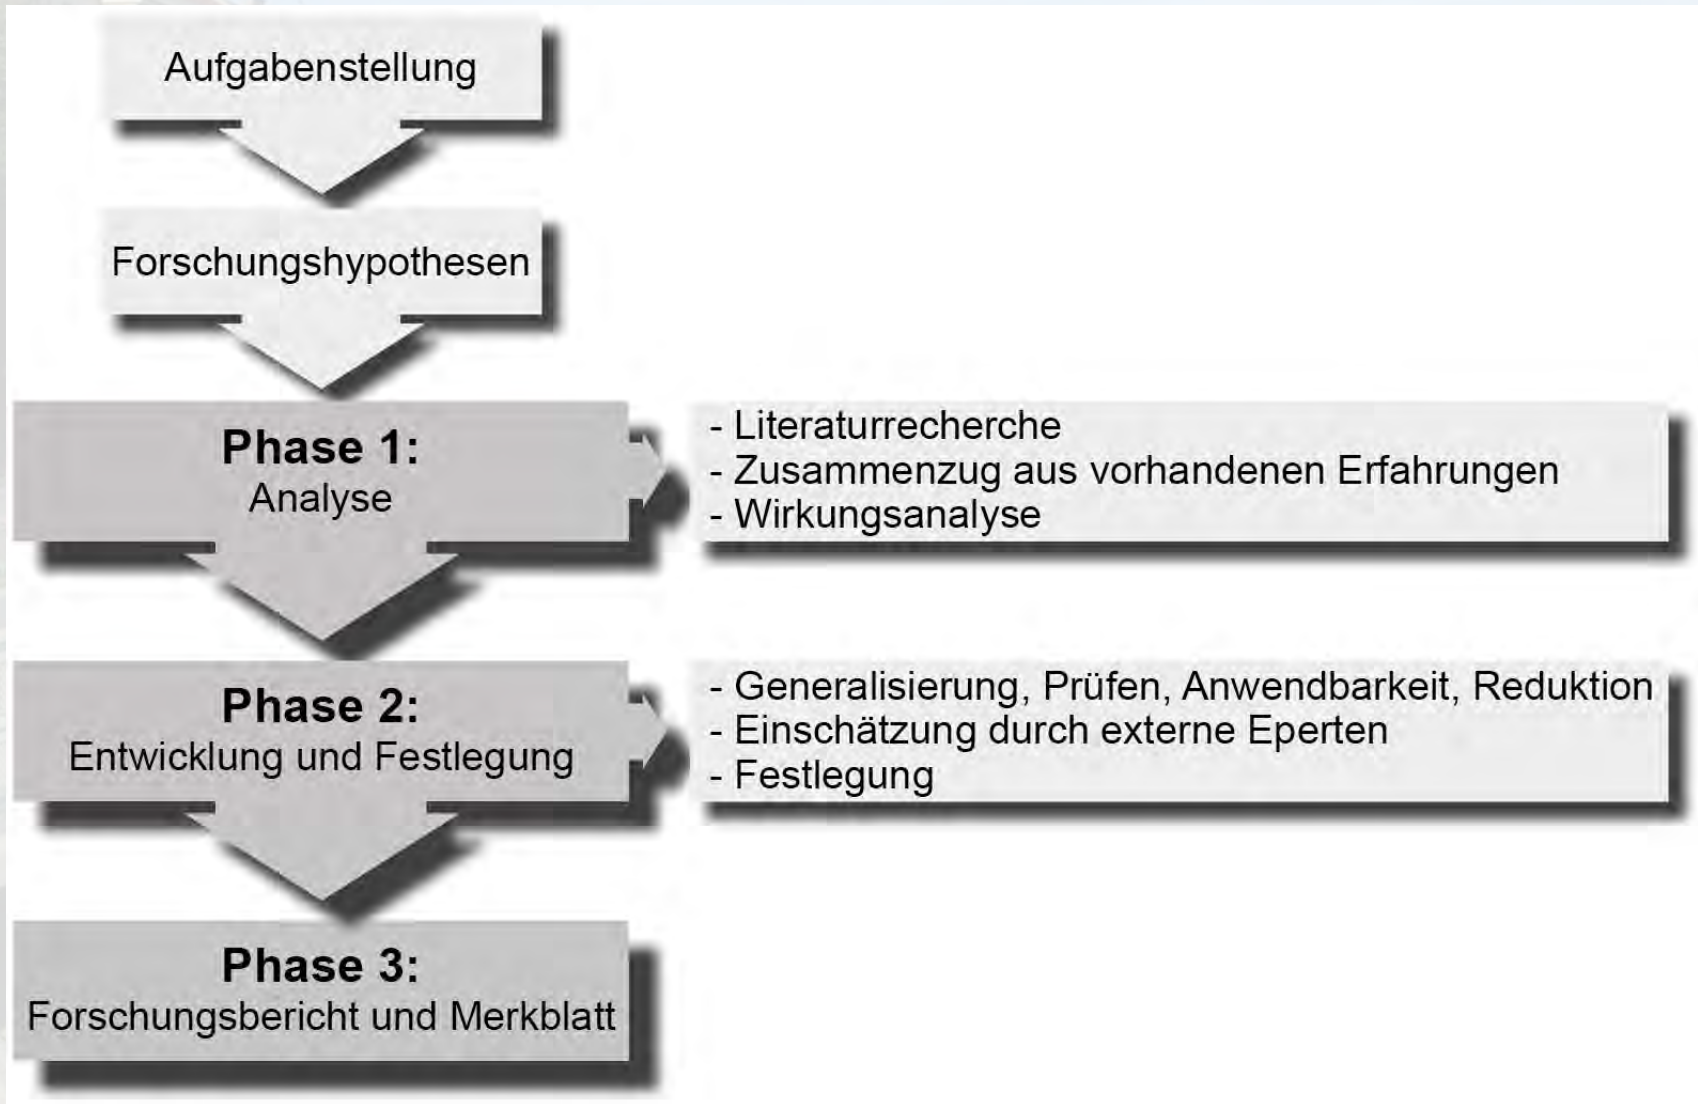 Aufgabenstellung
Forschungshypothesen
Phase 1:
Analyse
- Literaturrecherche
- Zusammenzug aus vorhandenen Erfahrungen
- Wirkungsanalyse
Phase 2:
Entwicklung und Festlegung
- Generalisierung, Prüfen, Anwendbarkeit, Reduktion
- Einschätzung durch externe Eperten
- Festlegung
Phase 3:
Forschungsbericht und Merkblatt